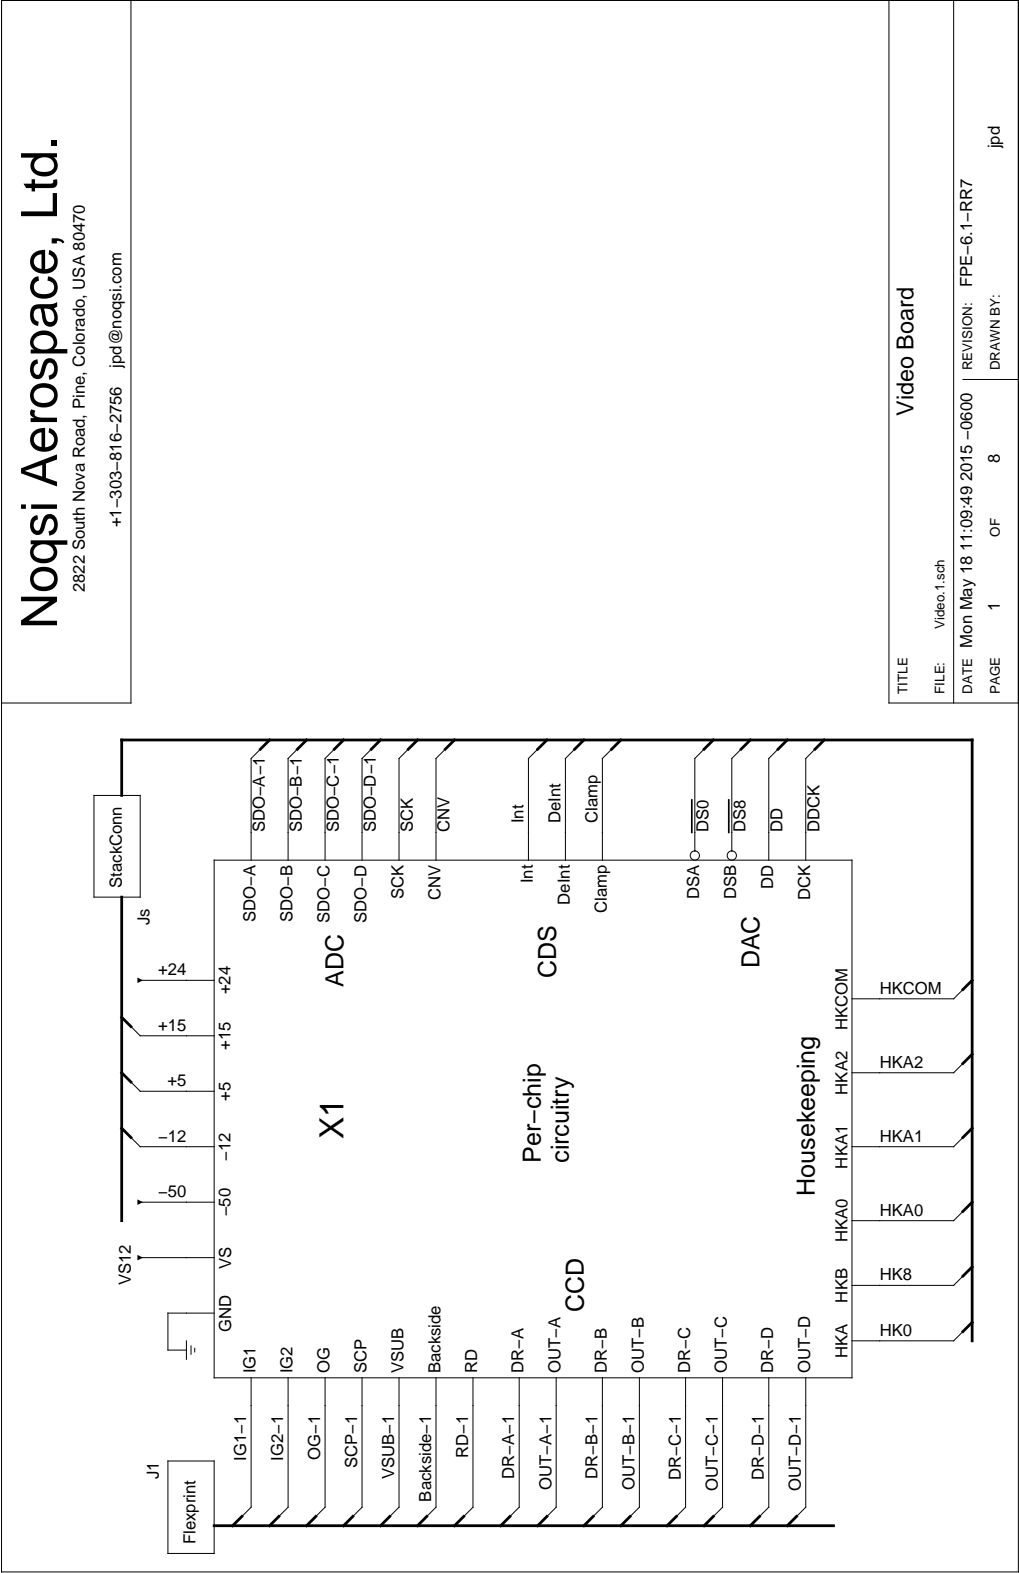 Noqsi Aerospace, Ltd.
2822 South Nova Road, Pine, Colorado, USA 80470
+1−303−816−2756 jpd@noqsi.com
J1
Flexprint
IG1−1
IG2−1
OG−1
SCP−1
VSUB−1
Backside−1
RD−1
DR−A−1
OUT−A−1
DR−B−1
OUT−B−1
DR−C−1
OUT−C−1
DR−D−1
OUT−D−1
IG1
IG2
OG
SCP
VSUB
Backside
RD
DR−A
OUT−A
DR−B
OUT−B
DR−C
OUT−C
DR−D
OUT−D
CCD
GND
VS12
VS
−50
−50
−12
−12
+5
+5
+15
+15
+24
+24
X1
Per−chip
circuitry
Js
StackConn
ADC
SDO−A
SDO−B
SDO−C
SDO−D
SCK
CNV
SDO−A−1
SDO−B−1
SDO−C−1
SDO−D−1
SCK
CNV
CDS
Int
DeInt
Clamp
Int
DeInt
Clamp
DAC
DSA
DSB
DD
DCK
DS0
DS8
DD
DDCK
Housekeeping
HKA
HKB
HKA0
HKA1
HKA2
HKCOM
HK0
HK8
HKA0
HKA1
HKA2
HKCOM
TITLE
Video Board
FILE: Video.1.sch
DATE Mon May 18 11:09:49 2015 −0600
REVISION: FPE−6.1−RR7
PAGE 1 OF 8
DRAWN BY: jpd